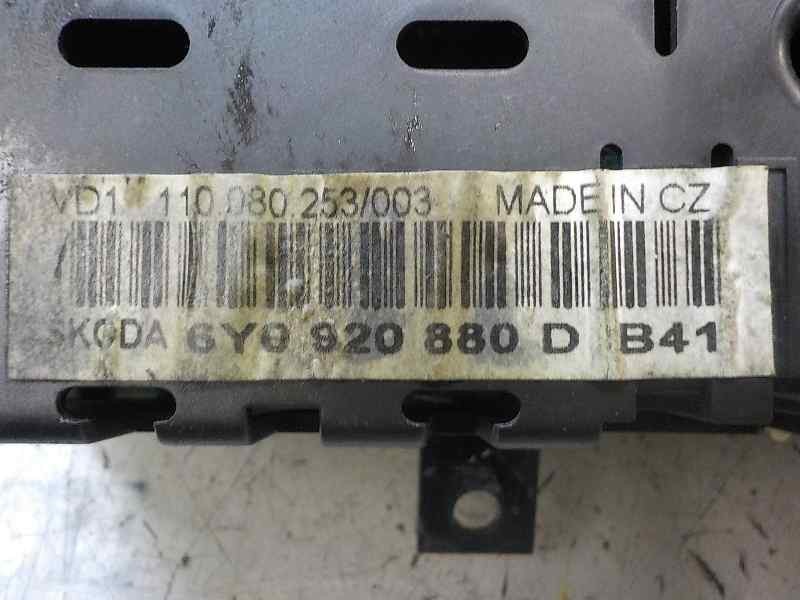 VD1 110.080.253/003 MADE IN CZ
SKODA 6Y0 920 880 D B41